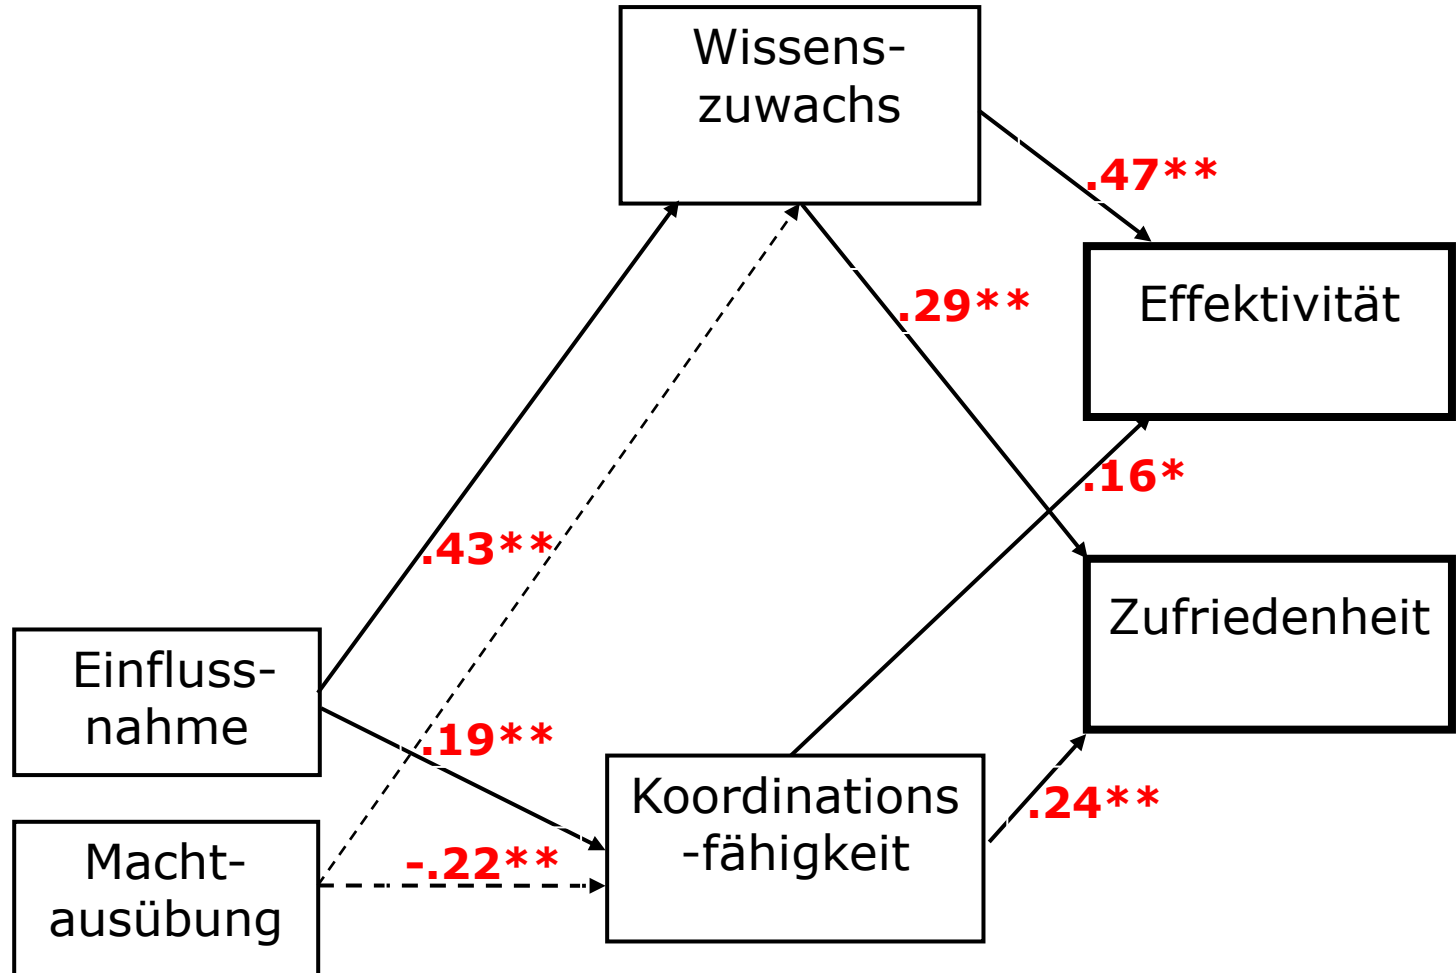 Wissens-
zuwachs
.47**
Effektivität
.29**
.16*
.43**
Zufriedenheit
Einfluss-
nahme
.19**
Koordinations
-fähigkeit
.24**
Macht-
ausübung
-.22**